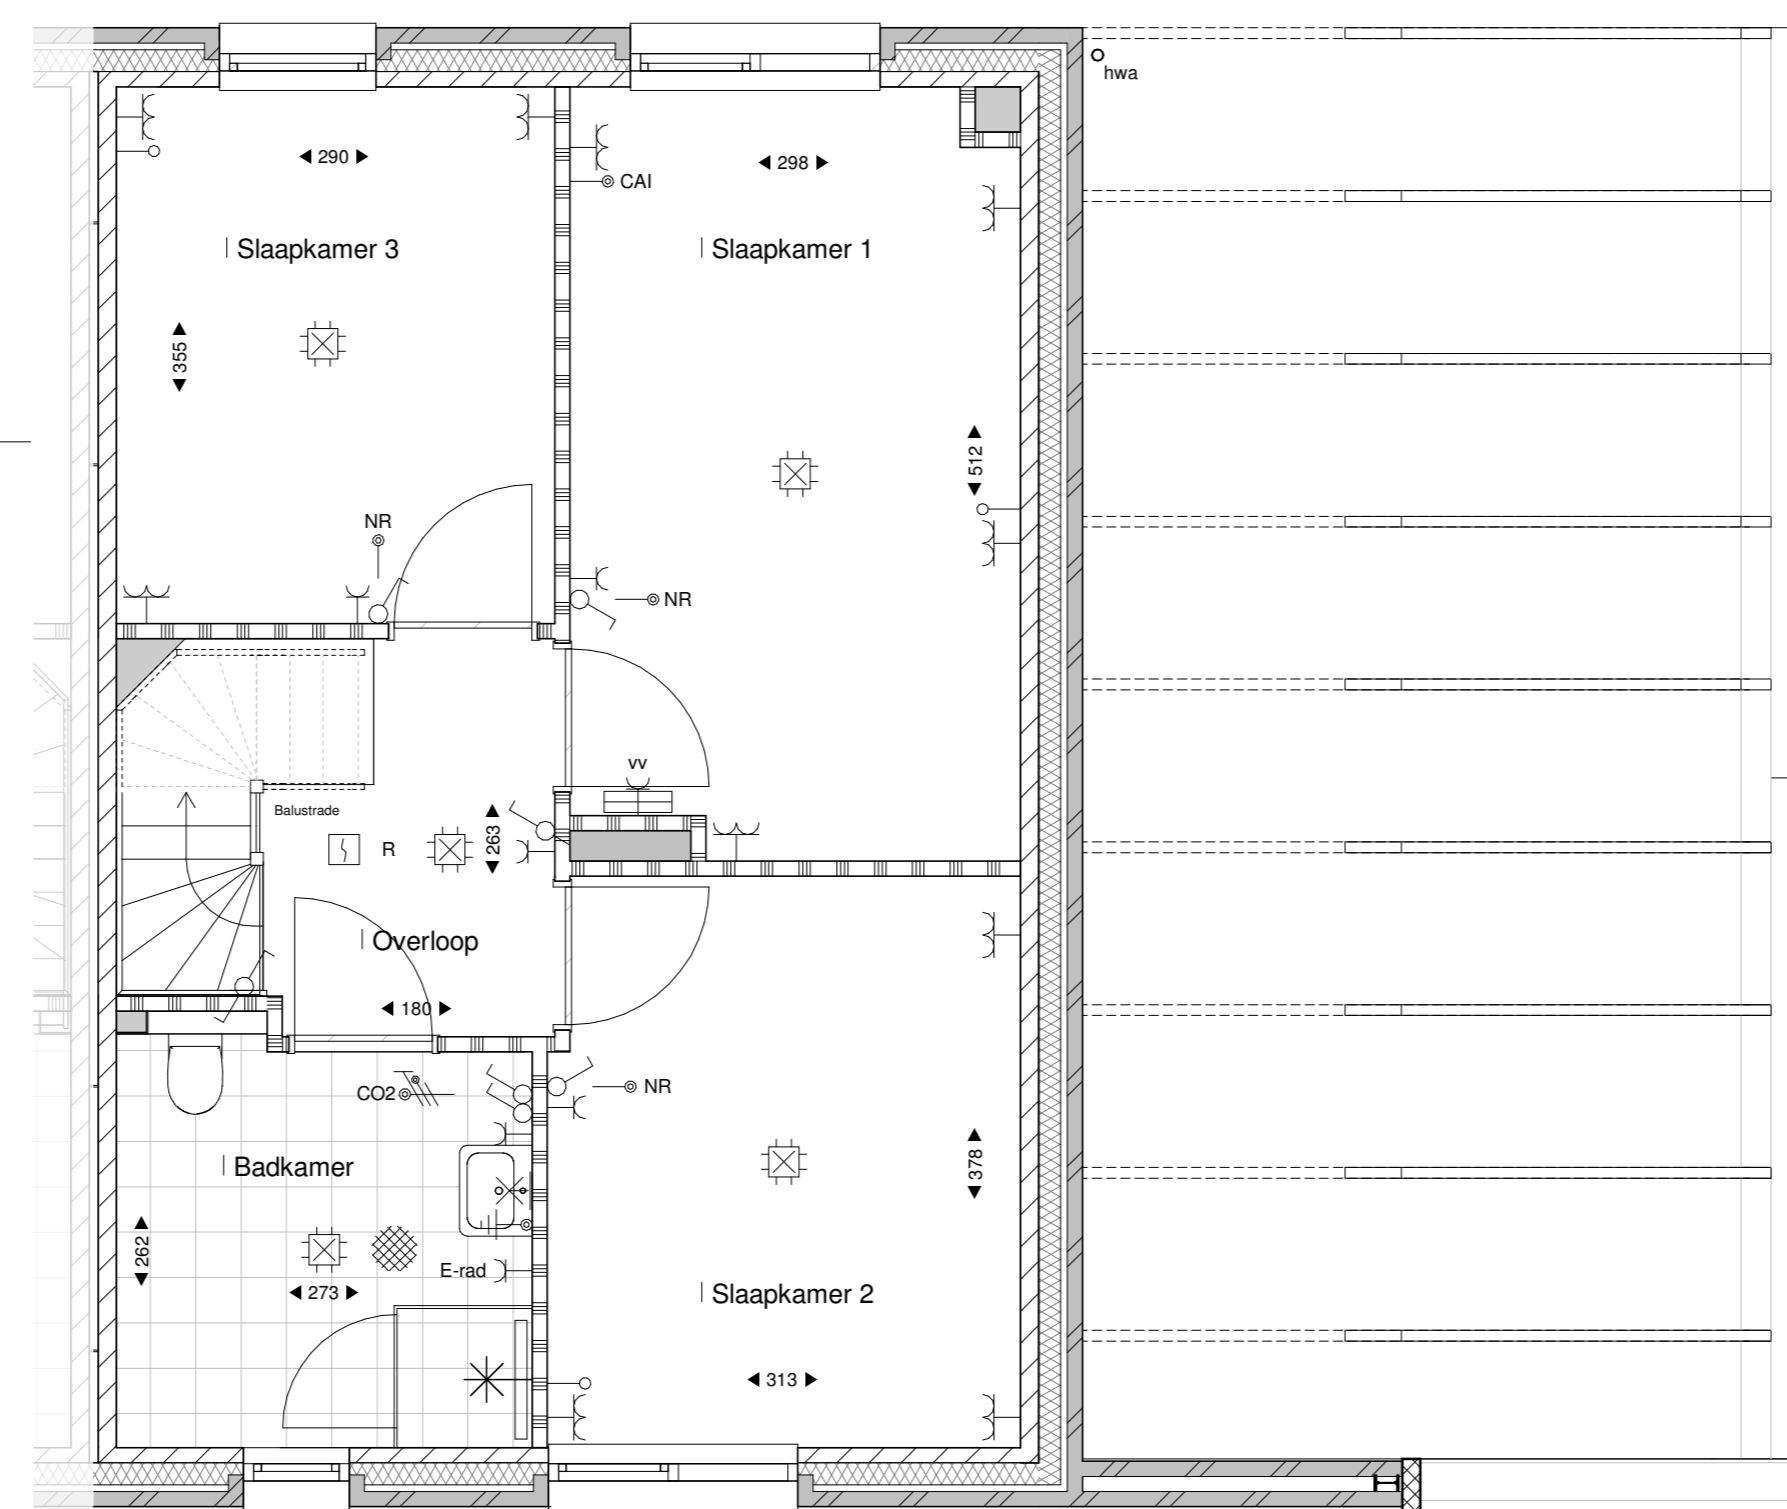 hwa
290
298
CAI
Slaapkamer 3
Slaapkamer 1
355
512
NR
NR
vv
Balustrade
R
263
Overloop
180
CO2
NR
Badkamer
378
262
E-rad
273
Slaapkamer 2
313